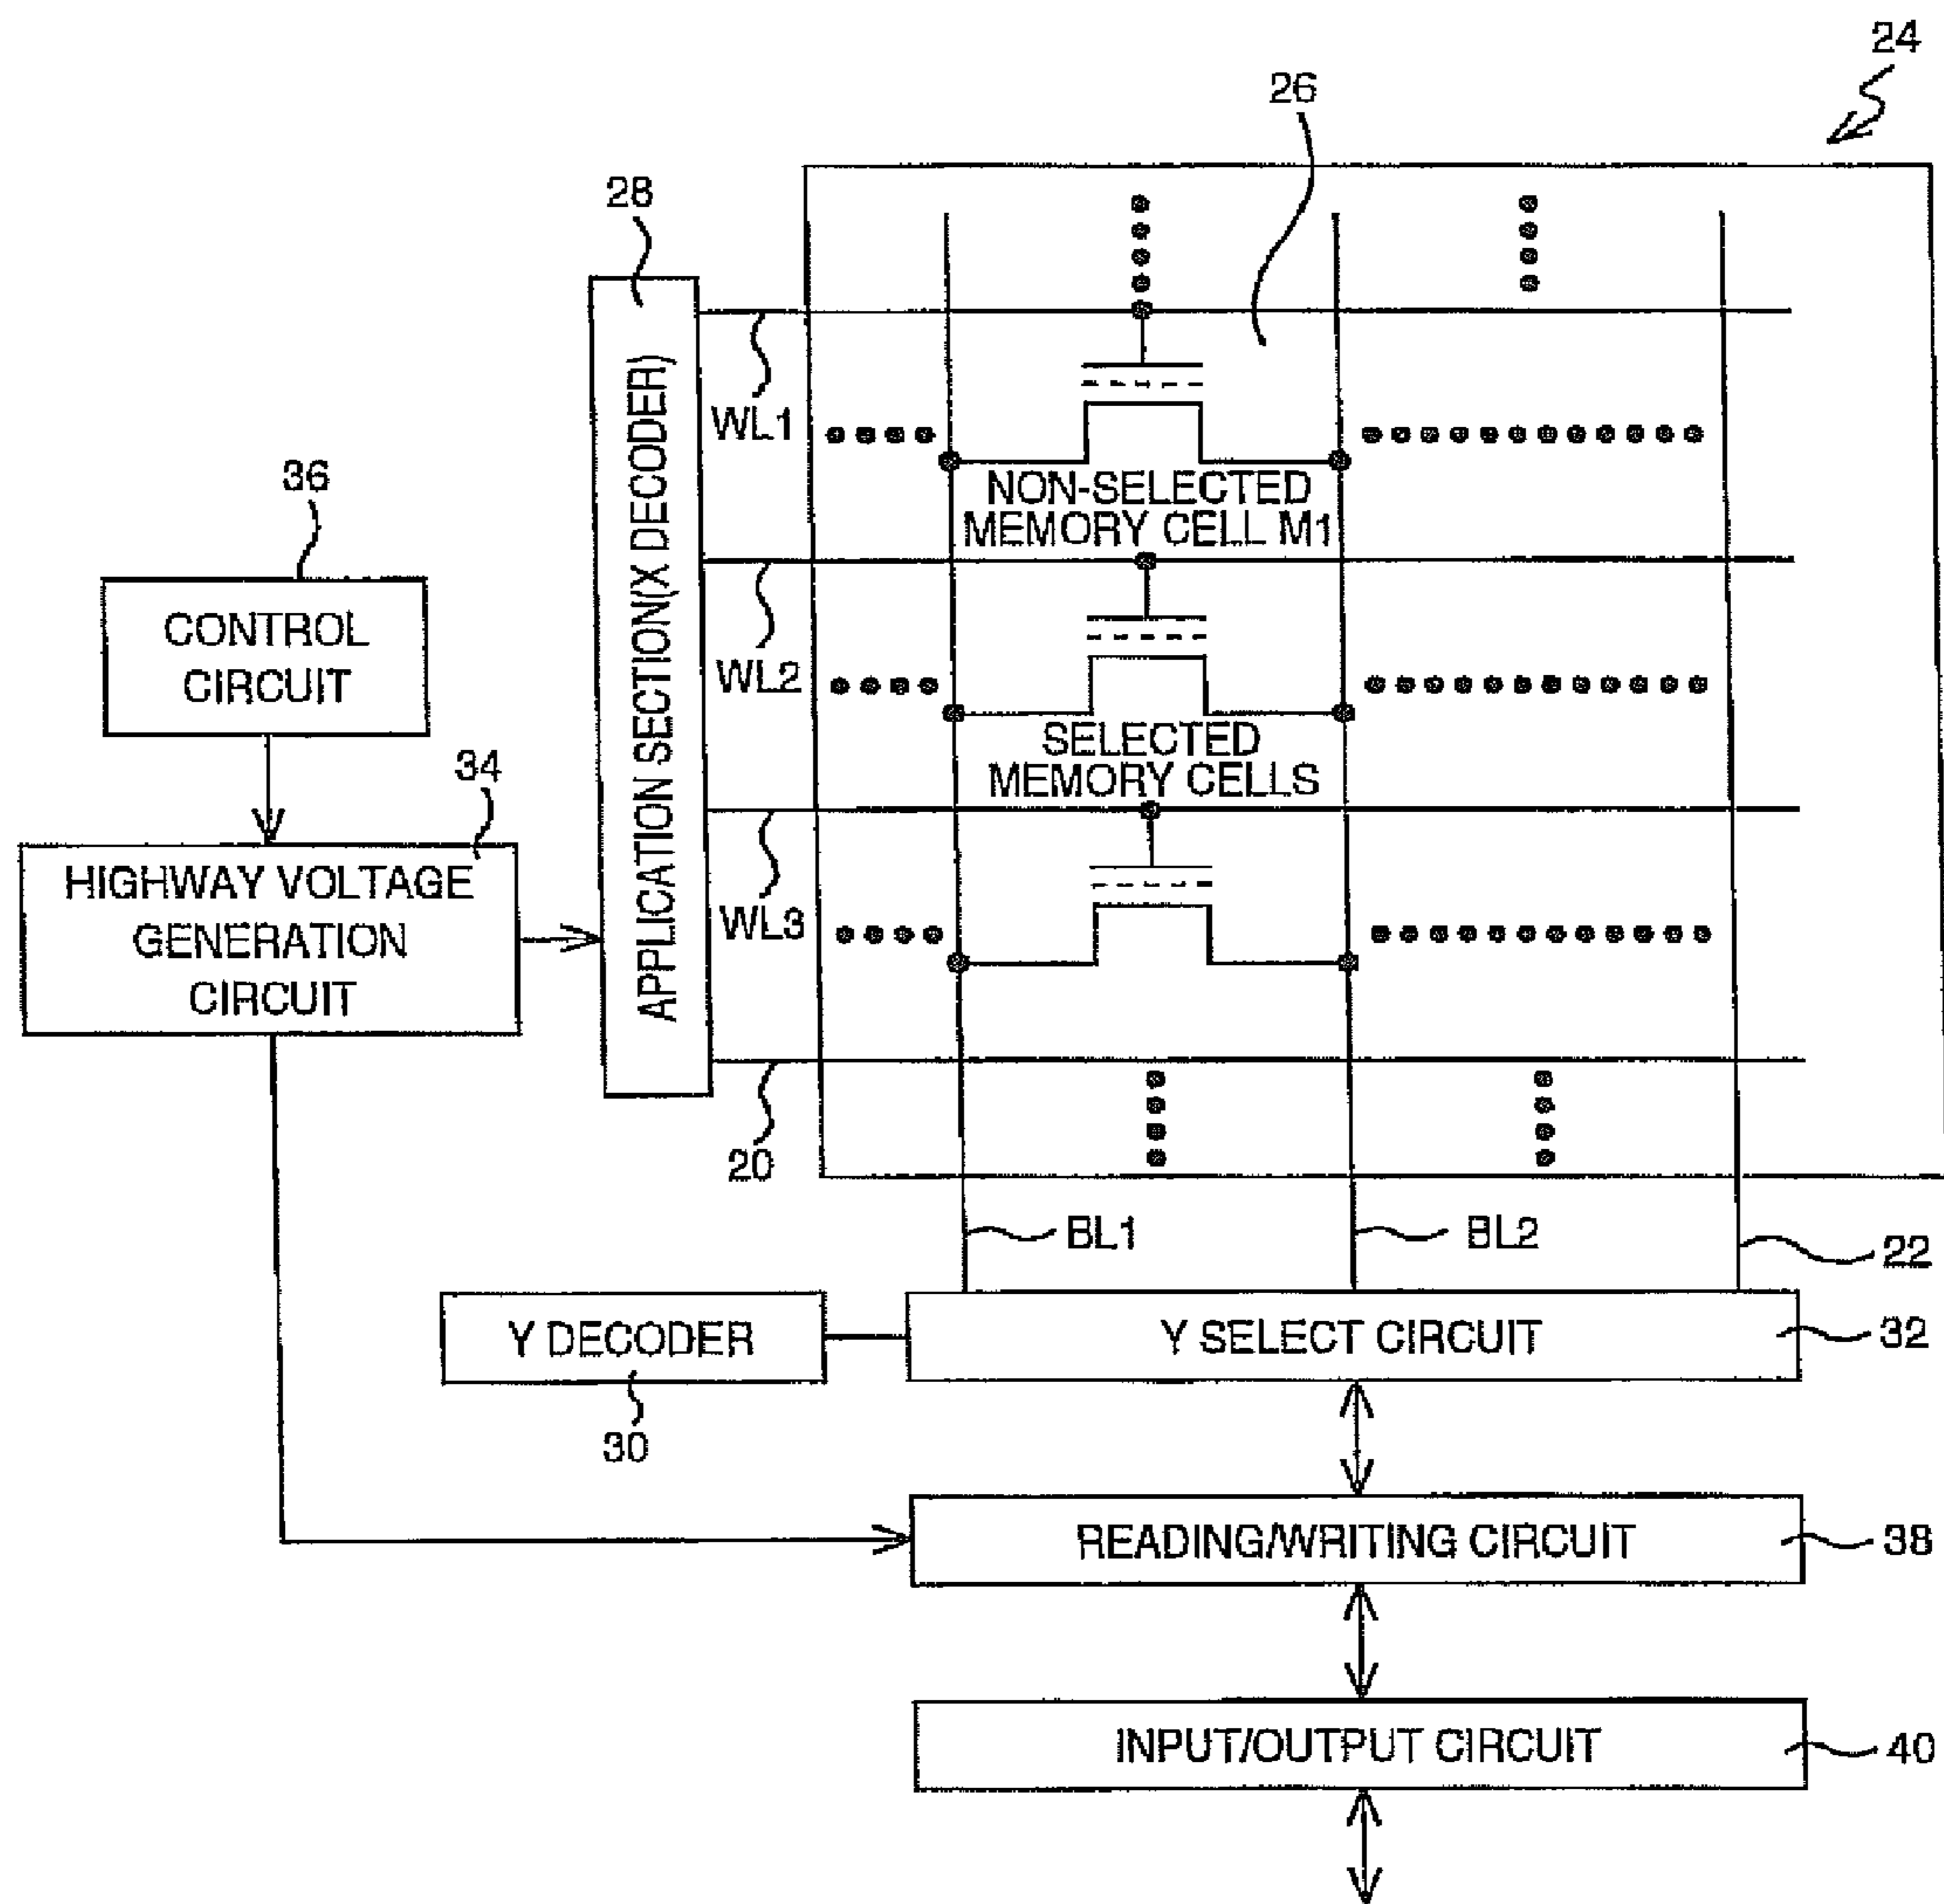 24
26
28
APPLICATION SECTION(X DECODER)
WL1
NON-SELECTED
MEMORY CELL M1
36
CONTROL
CIRCUIT
WL2
SELECTED
MEMORY CELLS
34
HIGHWAY VOLTAGE
GENERATION
CIRCUIT
WL3
20
BL1
BL2
22
Y DECODER
30
Y SELECT CIRCUIT
32
READING/WRITING CIRCUIT
38
INPUT/OUTPUT CIRCUIT
40